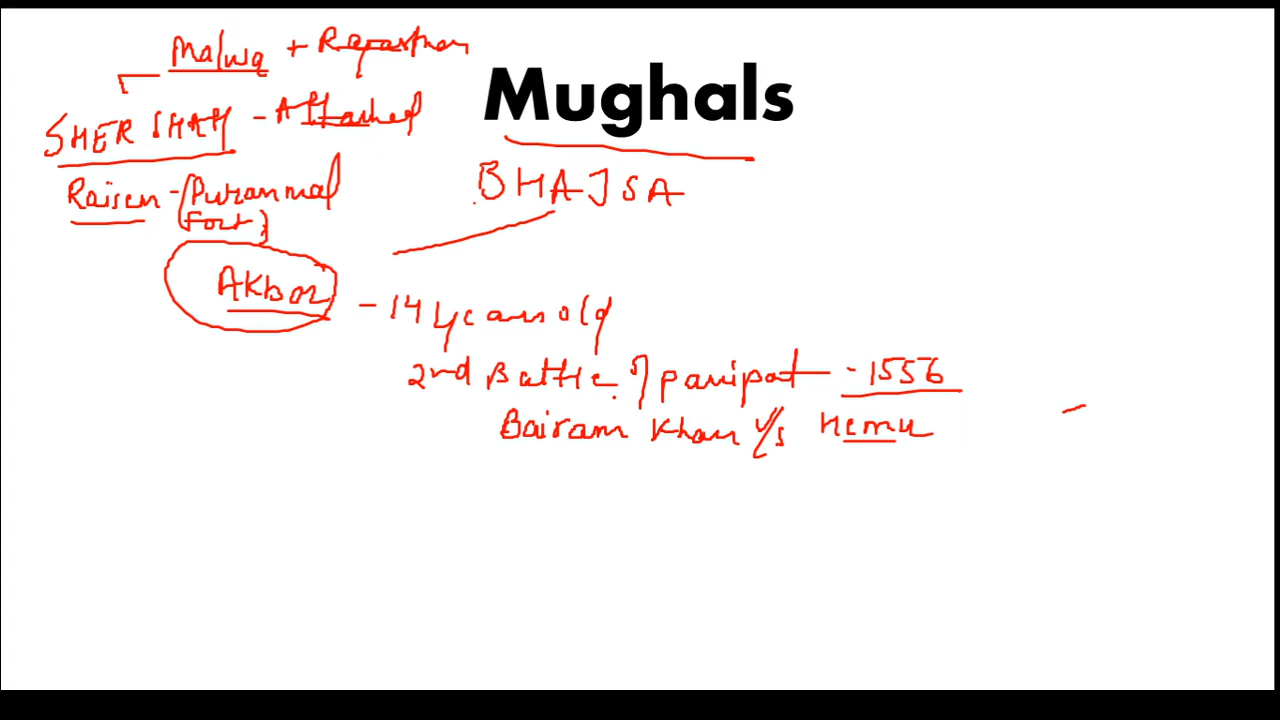 Malwa + Rajasthan
Mughals
SHER SHAH - Attacked
BHAJSA
Raisen - (Puranmal
Fort)
Akbar
- 14 years old
2nd Battle of Panipat - 1556
Bairam Khan V/s Hemu